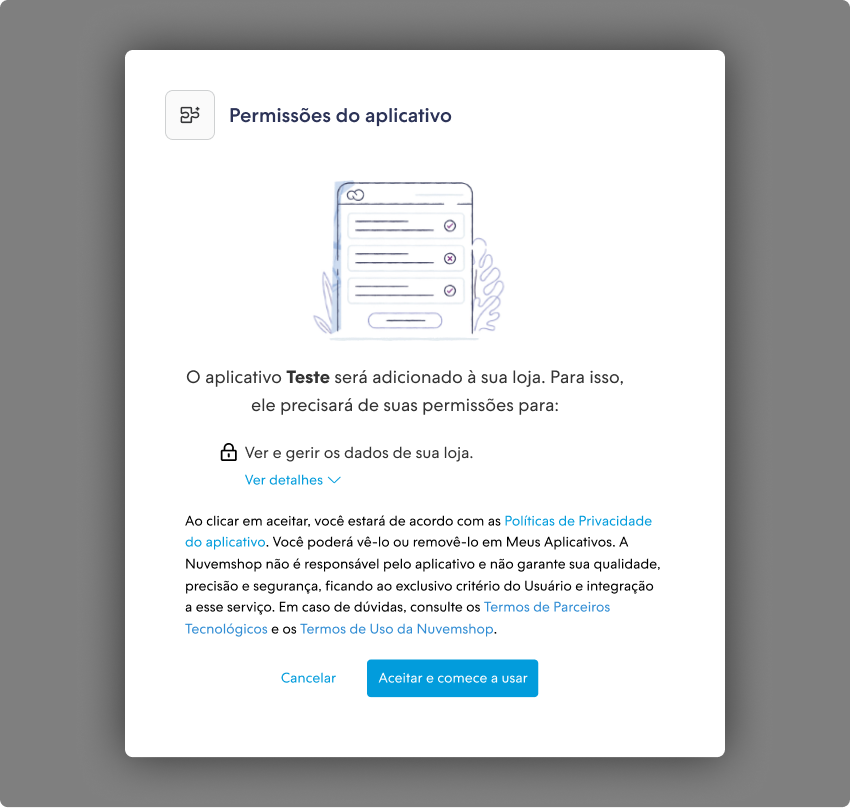 Permissões do aplicativo
O aplicativo Teste será adicionado à sua loja. Para isso,
ele precisará de suas permissões para:
Ver e gerir os dados de sua loja.
Ver detalhes
Ao clicar em aceitar, você estará de acordo com as Políticas de Privacidade
do aplicativo. Você poderá vê-lo ou removê-lo em Meus Aplicativos. A
Nuvemshop não é responsável pelo aplicativo e não garante sua qualidade,
precisão e segurança, ficando ao exclusivo critério do Usuário e integração
a esse serviço. Em caso de dúvidas, consulte os Termos de Parceiros
Tecnológicos e os Termos de Uso da Nuvemshop.
Cancelar
Aceitar e comece a usar